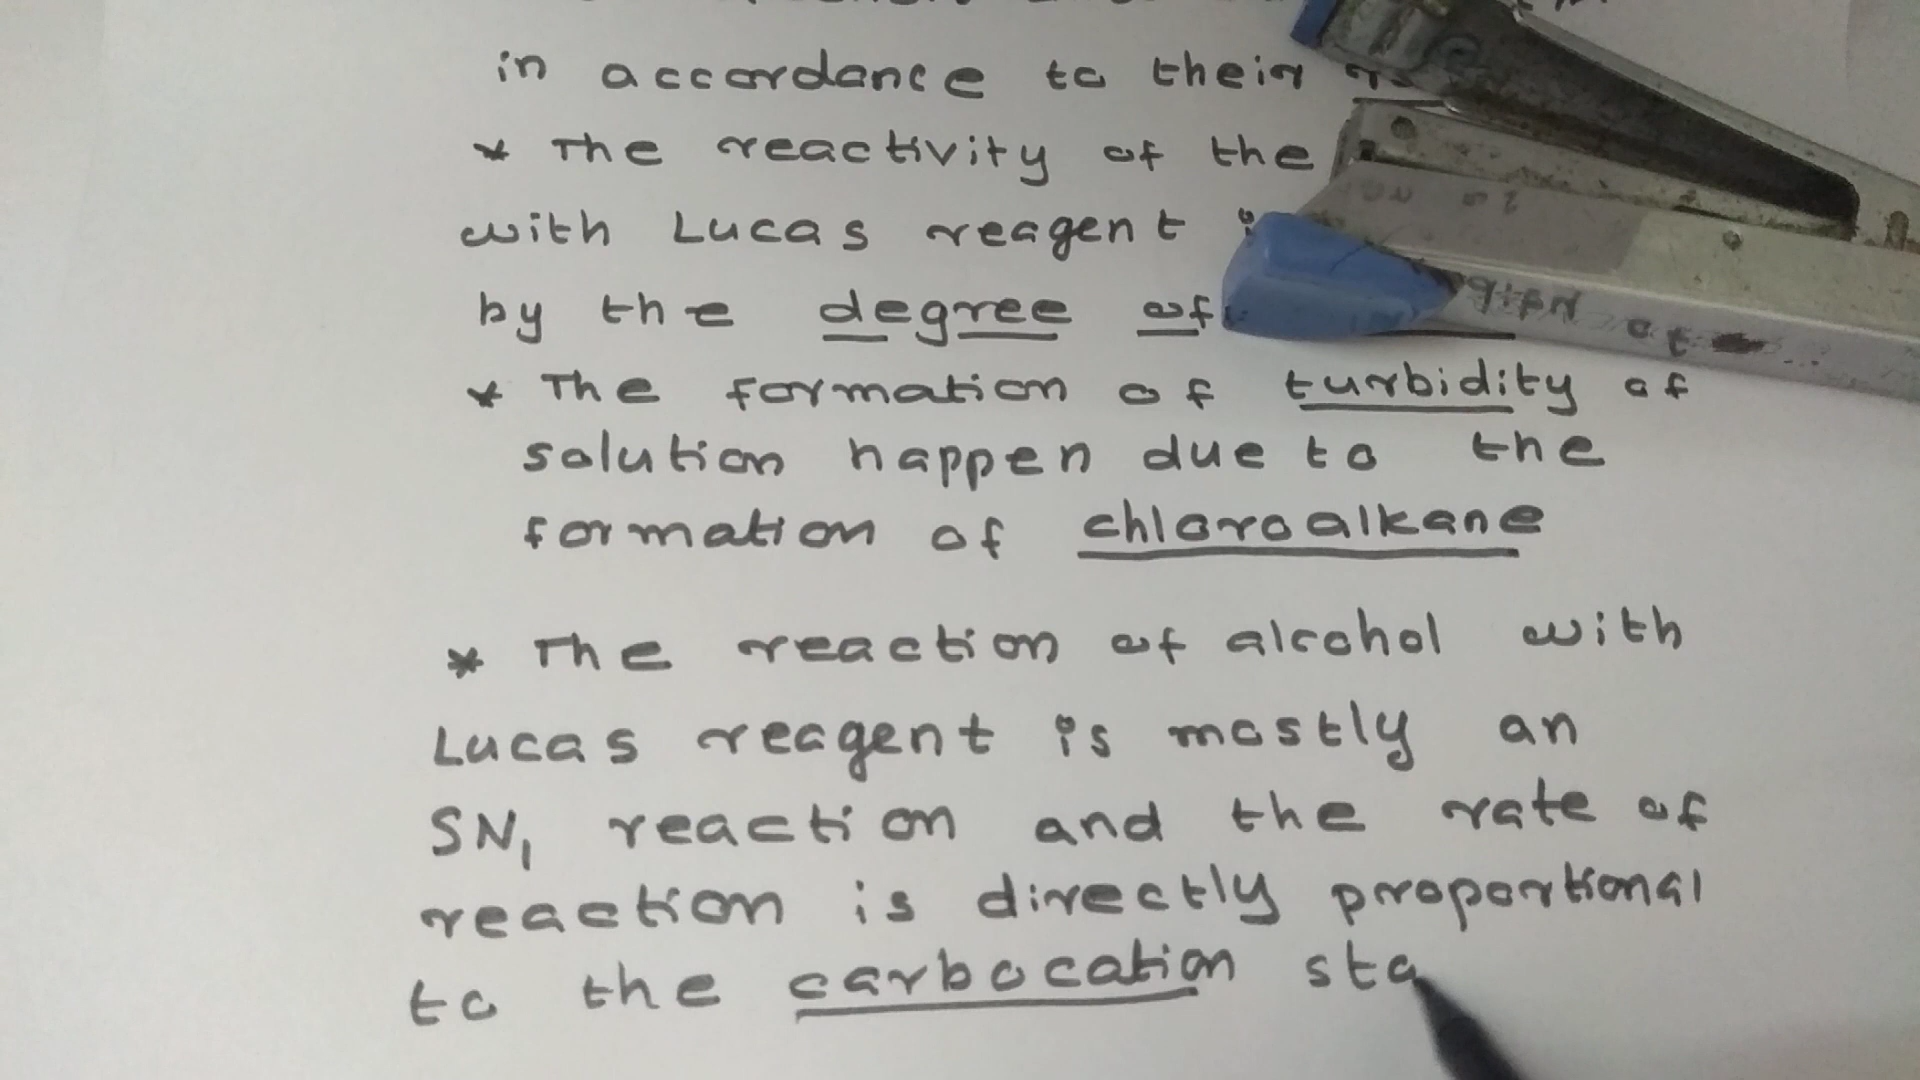 in accordance to their
* The reactivity of the
with Lucas reagent
by the degree of
* The formation of turbidity of
solution happen due to the
formation of chloroalkane
* The reaction of alcohol with
Lucas reagent is mostly an
SN1 reaction and the rate of
reaction is directly proportional
to the carbocation sta